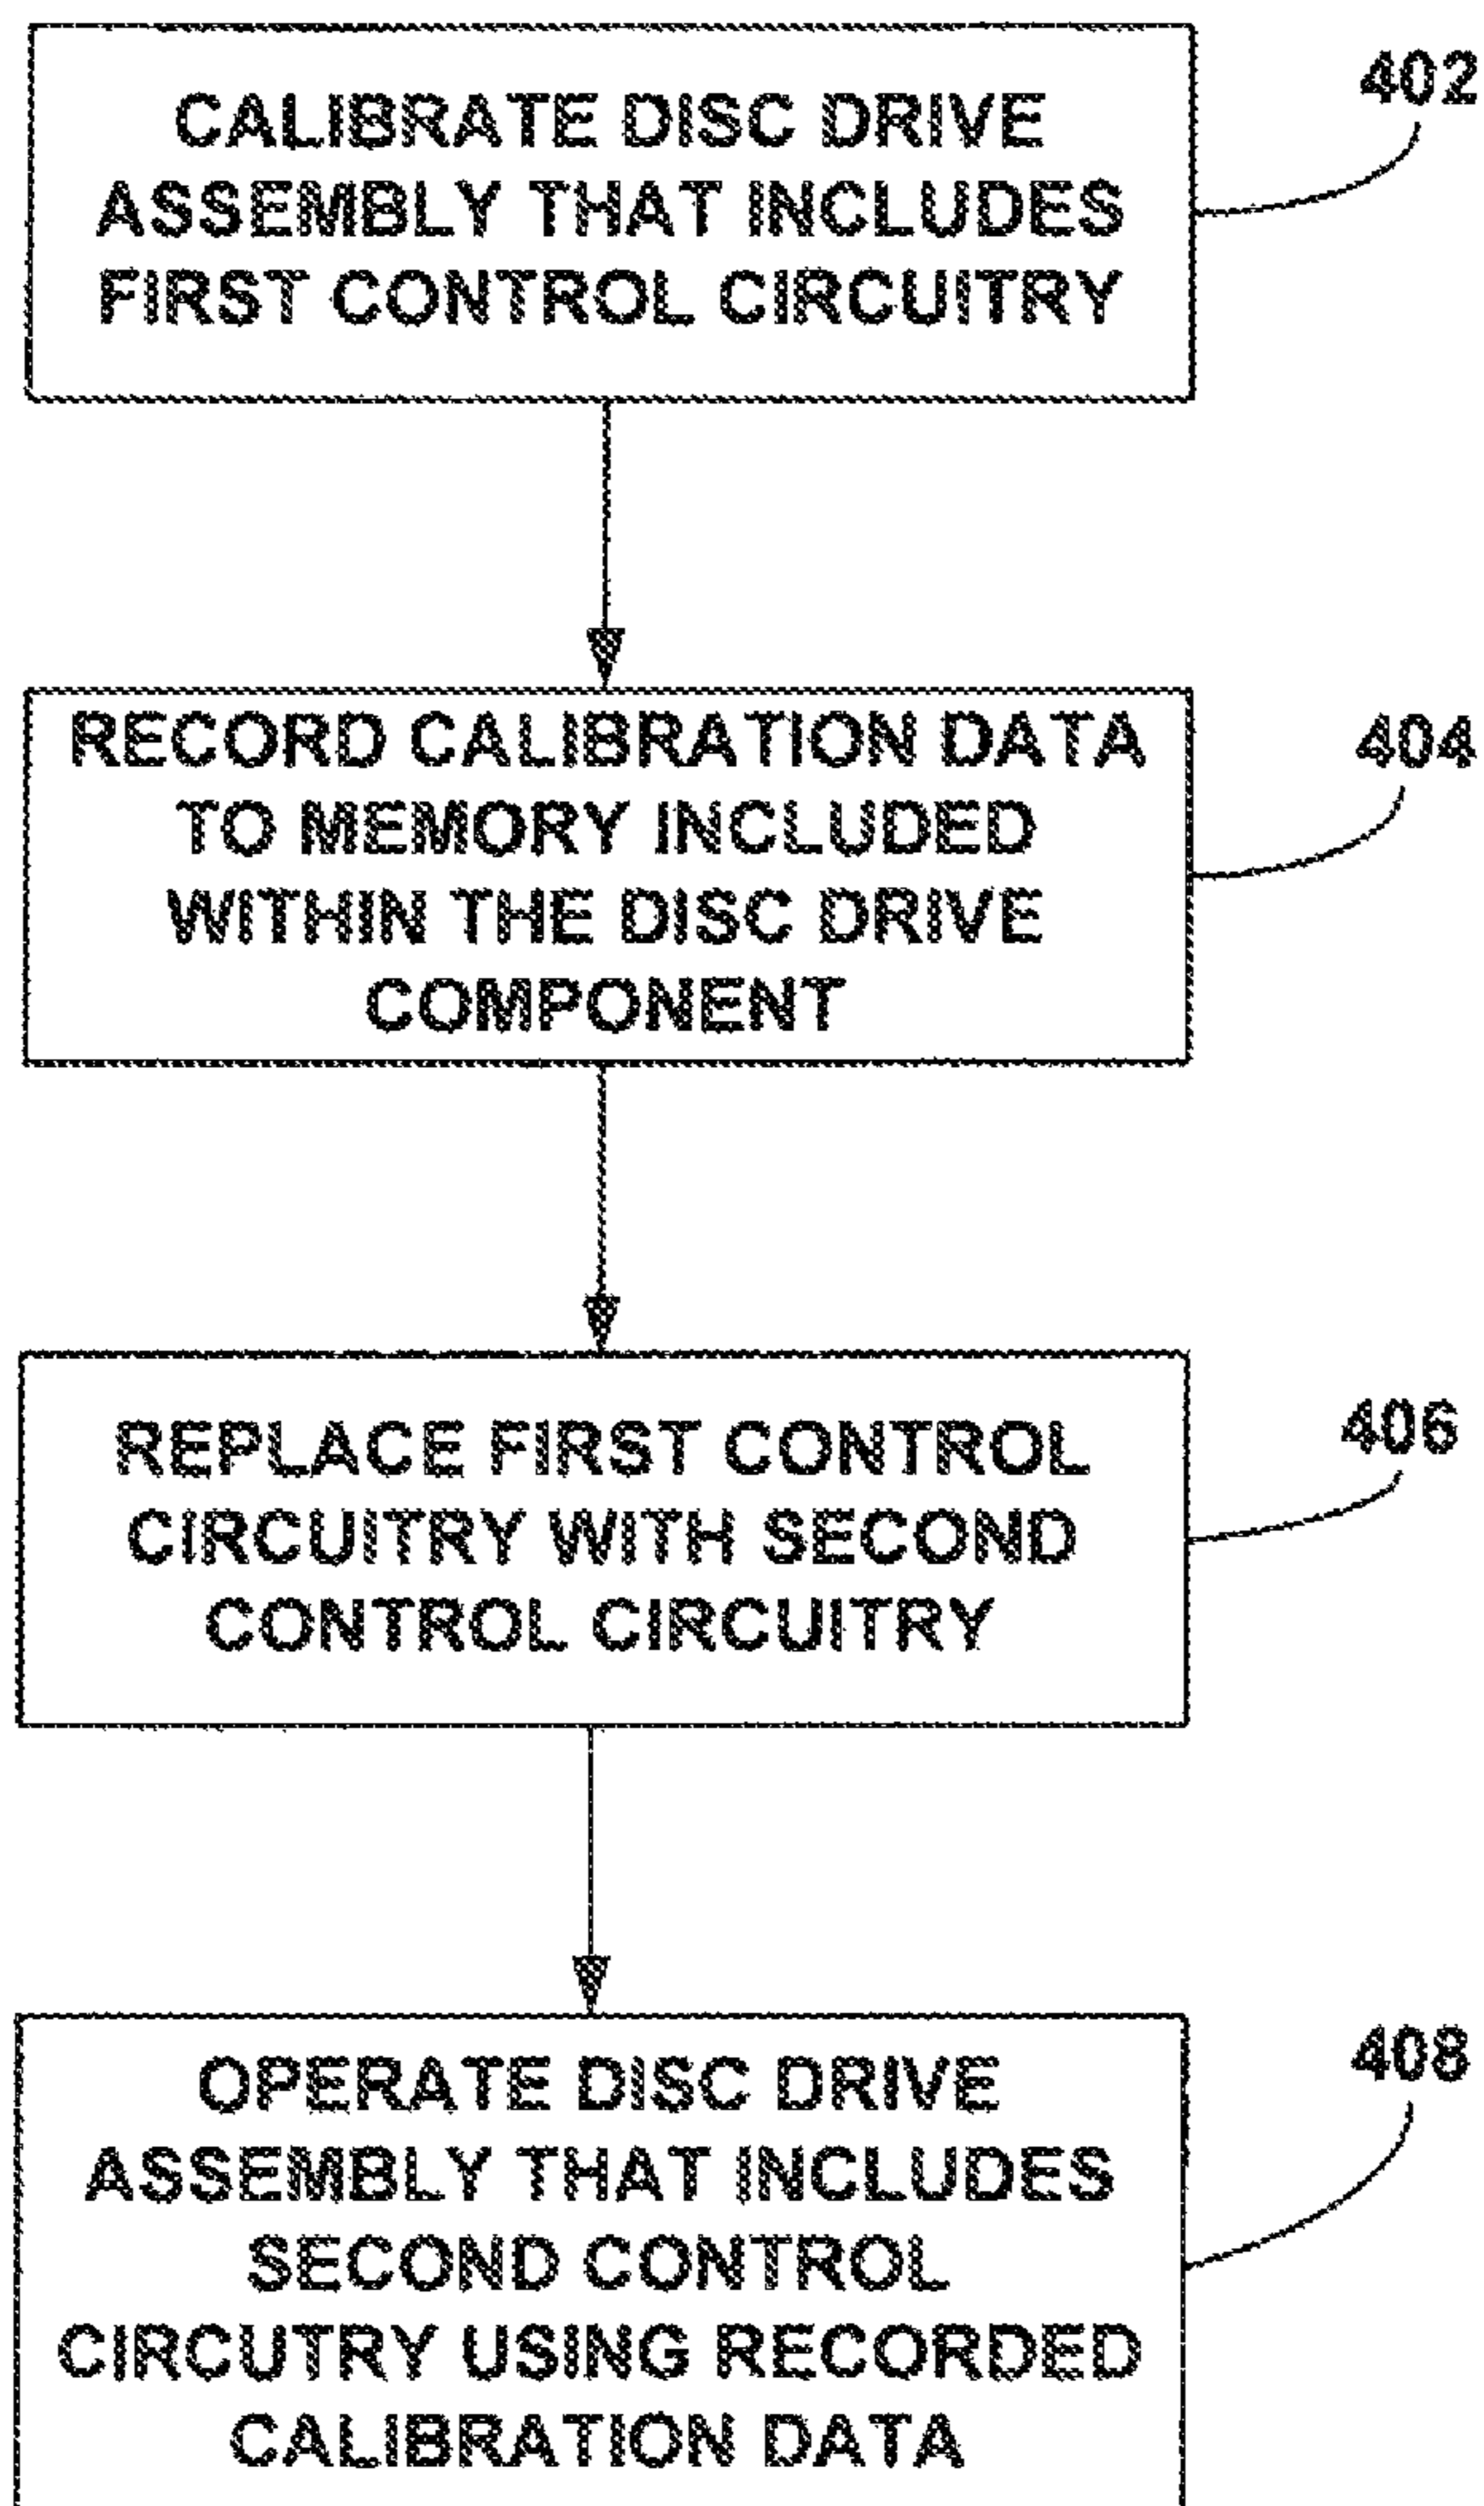 CALIBRATE DISC DRIVE
ASSEMBLY THAT INCLUDES
FIRST CONTROL CIRCUITRY
402
RECORD CALIBRATION DATA
TO MEMORY INCLUDED
WITHIN THE DISC DRIVE
COMPONENT
404
REPLACE FIRST CONTROL
CIRCUITRY WITH SECOND
CONTROL CIRCUITRY
406
OPERATE DISC DRIVE
ASSEMBLY THAT INCLUDES
SECOND CONTROL
CIRCUTRY USING RECORDED
CALIBRATION DATA
408